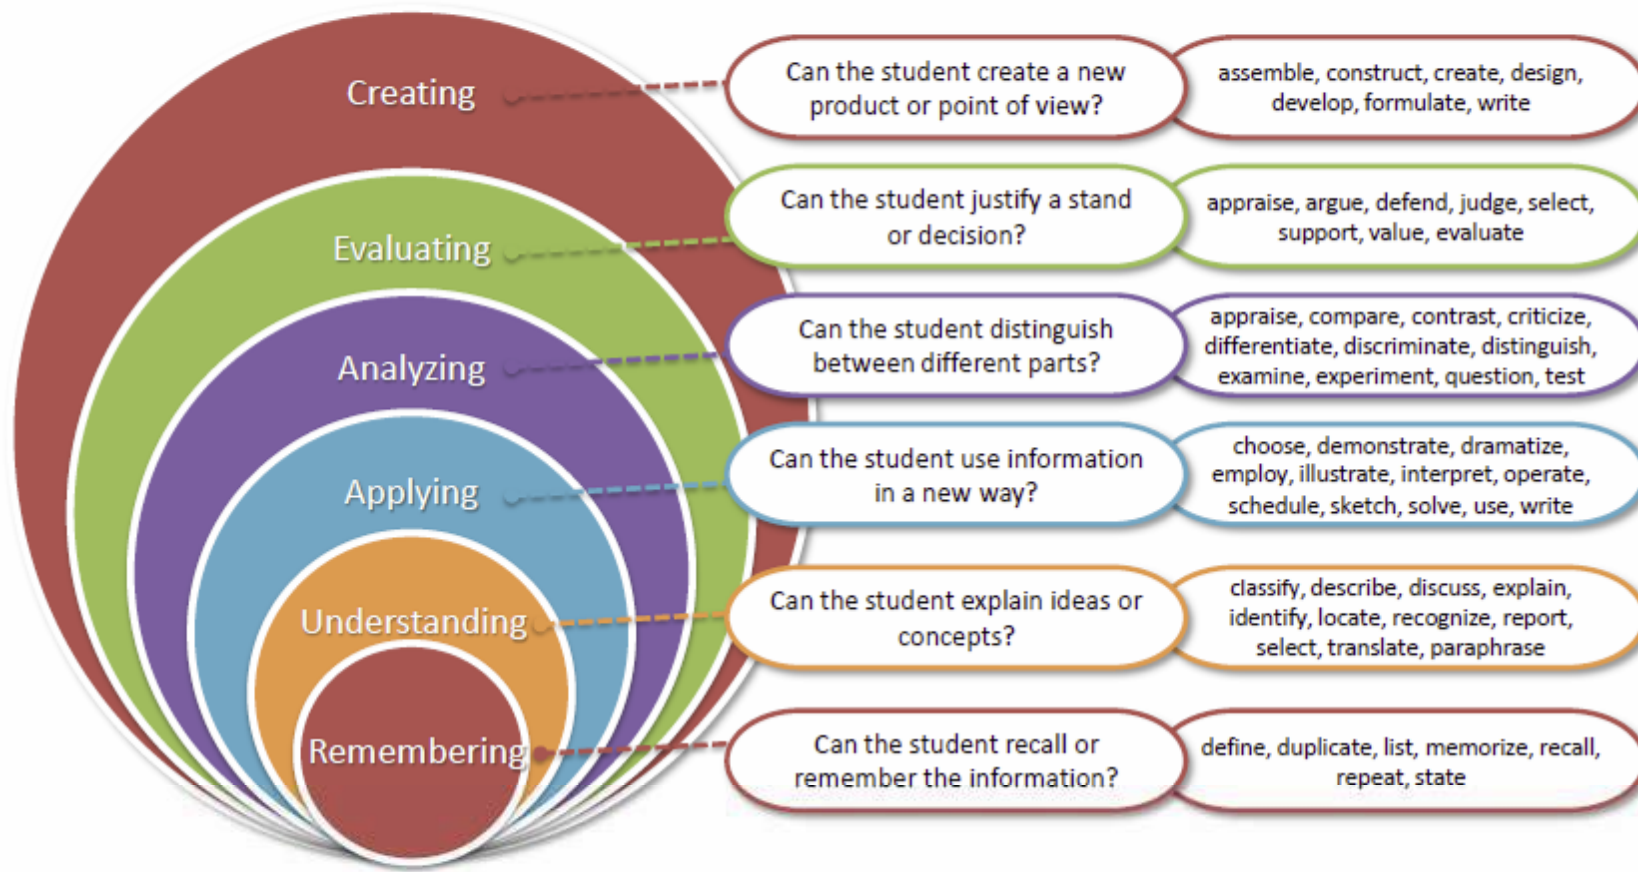 Creating
Can the student create a new
product or point of view?
assemble, construct, create, design,
develop, formulate, write
Evaluating
Can the student justify a stand
or decision?
appraise, argue, defend, judge, select,
support, value, evaluate
Analyzing
Can the student distinguish
between different parts?
appraise, compare, contrast, criticize,
differentiate, discriminate, distinguish,
examine, experiment, question, test
Applying
Can the student use information
in a new way?
choose, demonstrate, dramatize,
employ, illustrate, interpret, operate,
schedule, sketch, solve, use, write
Understanding
Can the student explain ideas or
concepts?
classify, describe, discuss, explain,
identify, locate, recognize, report,
select, translate, paraphrase
Remembering
Can the student recall or
remember the information?
define, duplicate, list, memorize, recall,
repeat, state